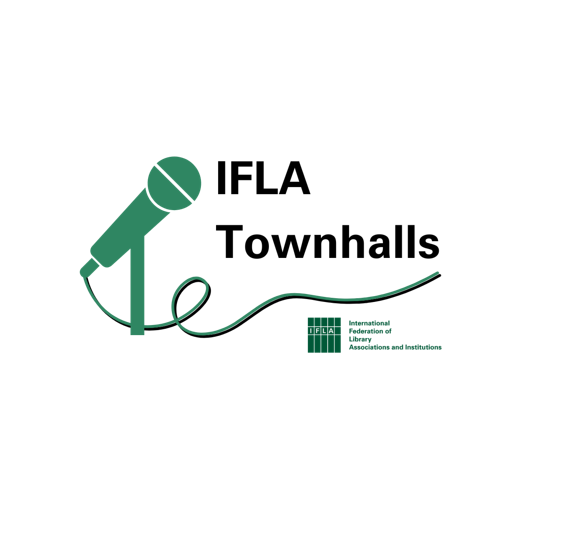 IFLA
Townhalls
IFLA
International
Federation of
Library
Associations and Institutions